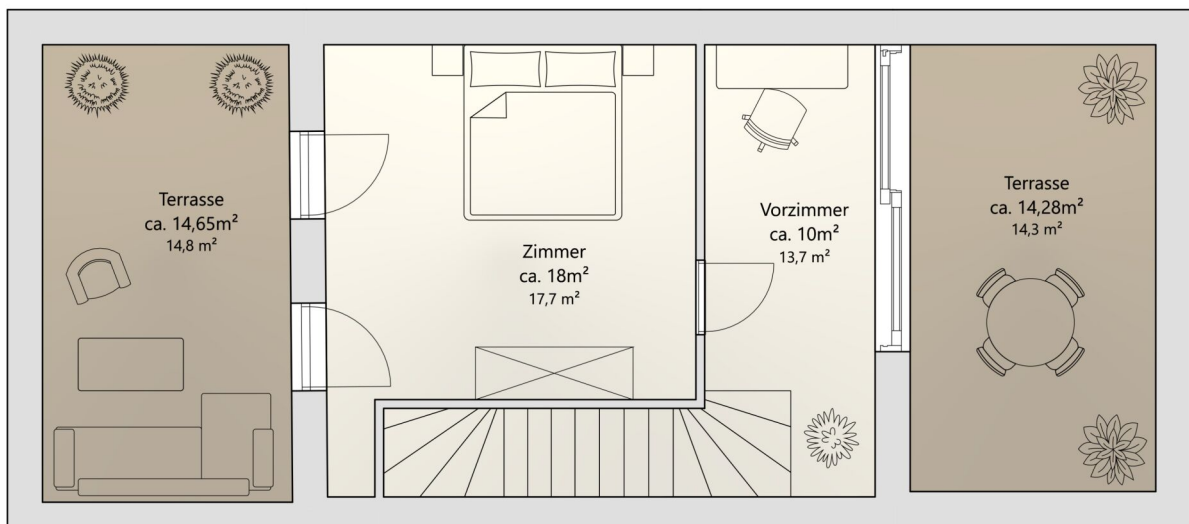 Terrasse
ca. 14,65m²
14,8 m²
Zimmer
ca. 18m²
17,7 m²
Vorzimmer
ca. 10m²
13,7 m²
Terrasse
ca. 14,28m²
14,3 m²